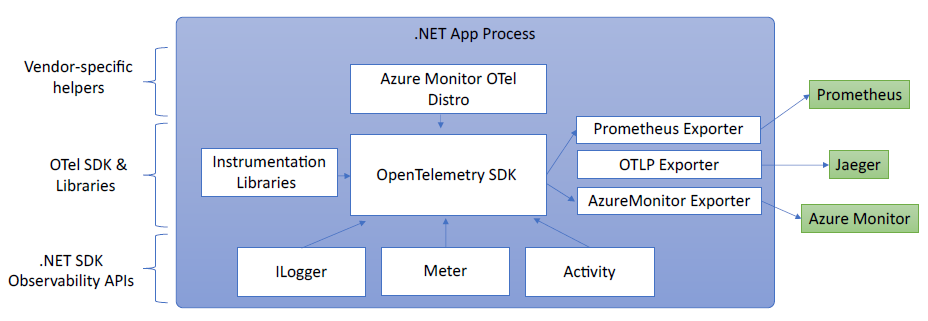 .NET App Process
Vendor-specific
helpers
Azure Monitor OTel
Distro
Prometheus
OTel SDK &
Libraries
Instrumentation
Libraries
OpenTelemetry SDK
Prometheus Exporter
OTLP Exporter
AzureMonitor Exporter
Jaeger
Azure Monitor
.NET SDK
Observability APIs
ILogger
Meter
Activity